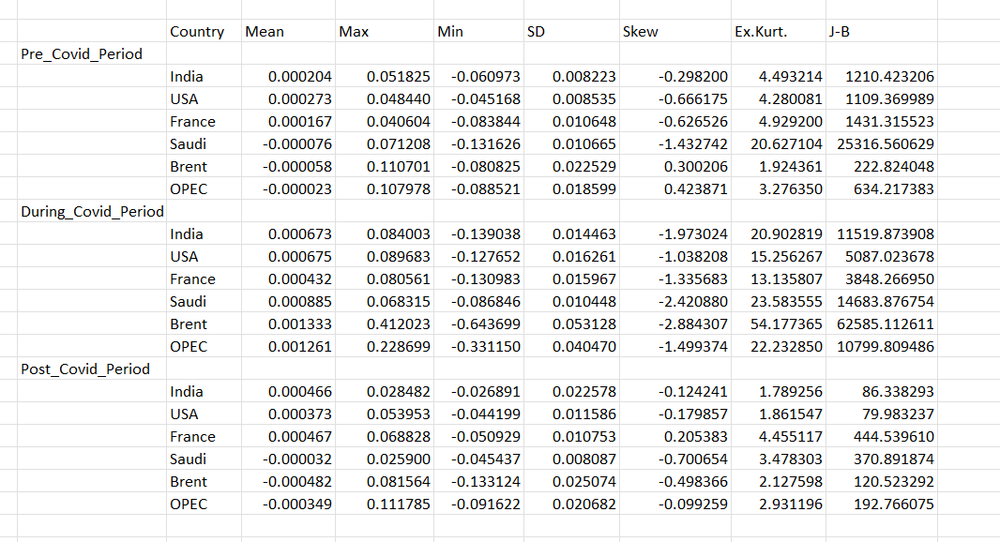 Country Mean Max Min SD Skew Ex.Kurt. J-B
Pre_Covid_Period
India 0.000204 0.051825 -0.060973 0.008223 -0.298200 4.493214 1210.423206
USA 0.000273 0.048440 -0.045168 0.008535 -0.666175 4.280081 1109.369989
France 0.000167 0.040604 -0.083844 0.010648 -0.626526 4.929200 1431.315523
Saudi -0.000076 0.071208 -0.131626 0.010665 -1.432742 20.627104 25316.560629
Brent -0.000058 0.110701 -0.080825 0.022529 0.300206 1.924361 222.824048
OPEC -0.000023 0.107978 -0.088521 0.018599 0.423871 3.276350 634.217383
During_Covid_Period
India 0.000673 0.084003 -0.139038 0.014463 -1.973024 20.902819 11519.873908
USA 0.000675 0.089683 -0.127652 0.016261 -1.038208 15.256267 5087.023678
France 0.000432 0.080561 -0.130983 0.015967 -1.335683 13.135807 3848.266950
Saudi 0.000885 0.068315 -0.086846 0.010448 -2.420880 23.583555 14683.876754
Brent 0.001333 0.412023 -0.643699 0.053128 -2.884307 54.177365 62585.112611
OPEC 0.001261 0.228699 -0.331150 0.040470 -1.499374 22.232850 10799.809486
Post_Covid_Period
India 0.000466 0.028482 -0.026891 0.022578 -0.124241 1.789256 86.338293
USA 0.000373 0.053953 -0.044199 0.011586 -0.179857 1.861547 79.983237
France 0.000467 0.068828 -0.050929 0.010753 0.205383 4.455117 444.539610
Saudi -0.000032 0.025900 -0.045437 0.008087 -0.700654 3.478303 370.891874
Brent -0.000482 0.081564 -0.133124 0.025074 -0.498366 2.127598 120.523292
OPEC -0.000349 0.111785 -0.091622 0.020682 -0.099259 2.931196 192.766075